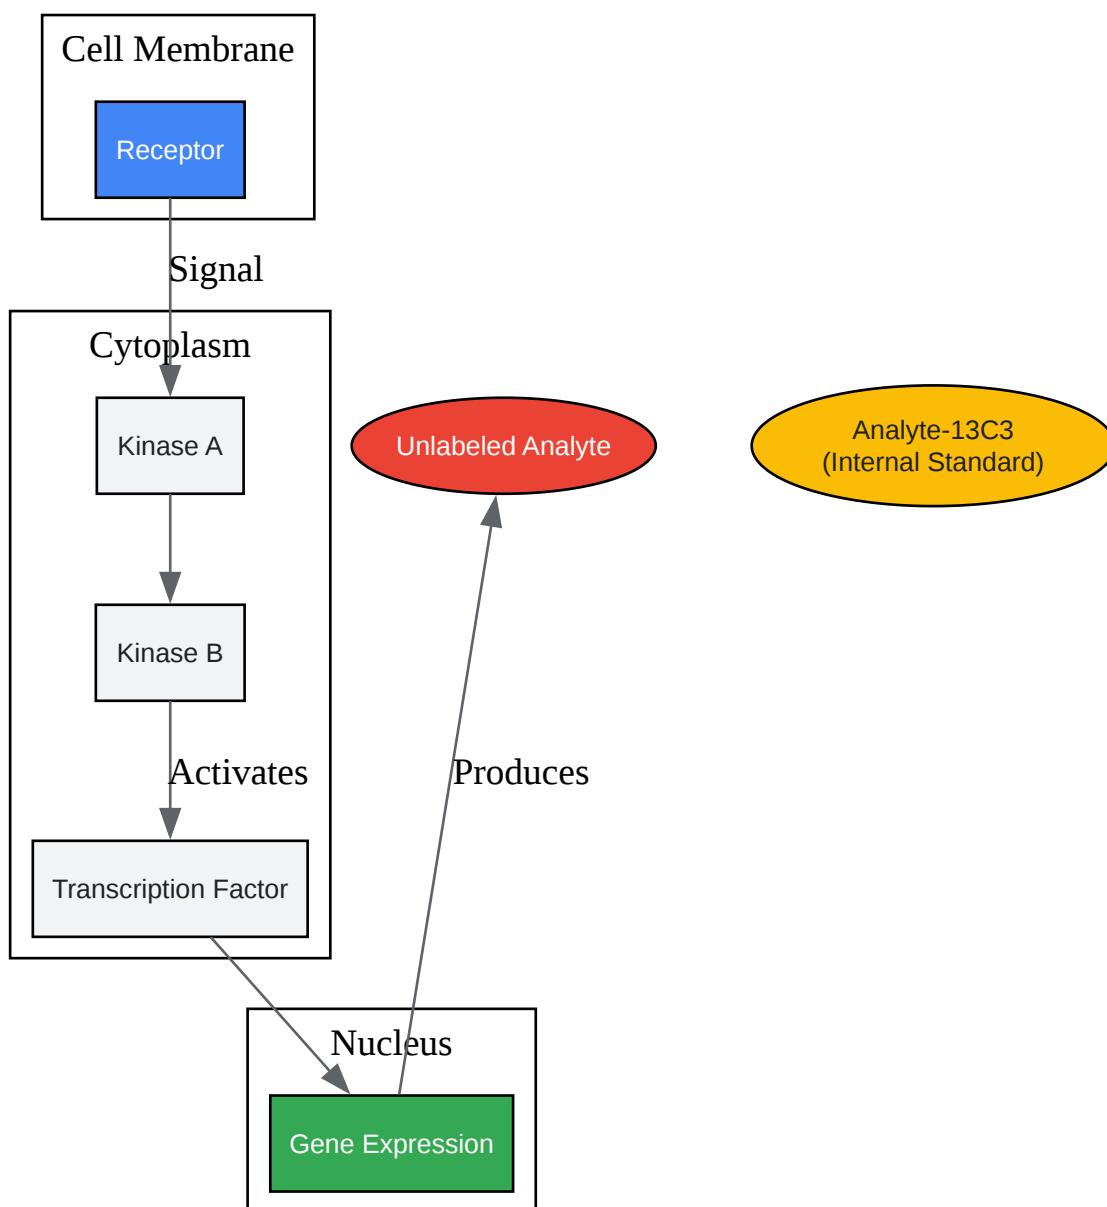 Cell Membrane
Receptor
Signal
Cytoplasm
Kinase A
Unlabeled Analyte
Analyte-13C3
(Internal Standard)
Kinase B
Activates
Produces
Transcription Factor
Nucleus
Gene Expression